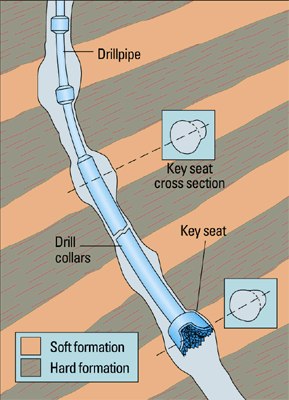 Drillpipe
Key seat
cross section
Key seat
Drill
collars
Soft formation
Hard formation